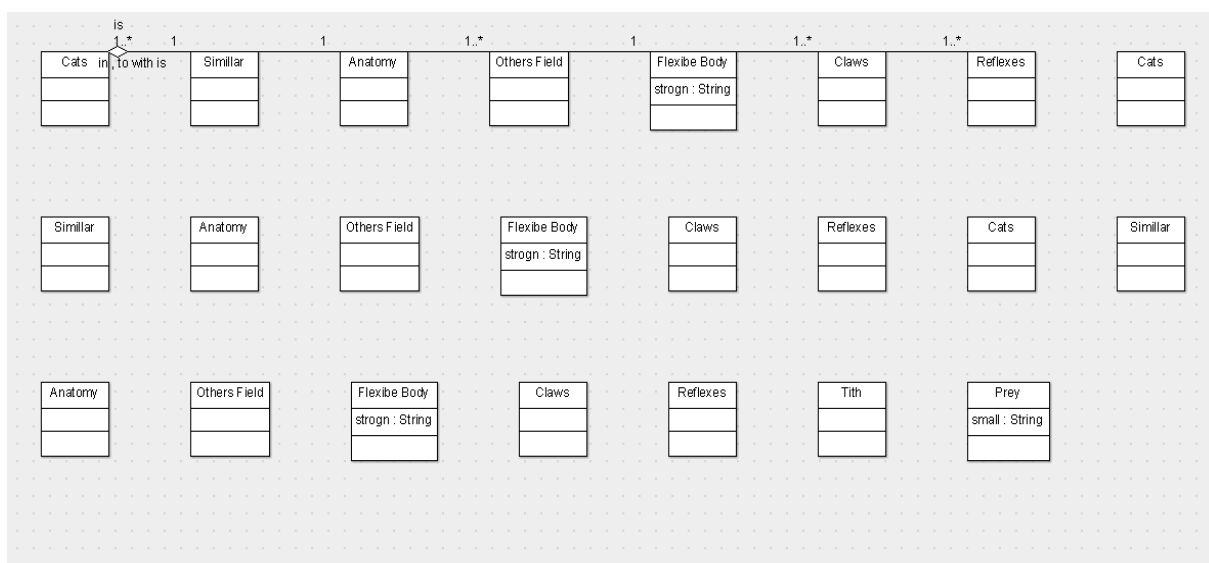 is
1..* 1 1 1..* 1 1..* 1..*
Cats in , to with is Simillar Anatomy Others Field Flexibe Body Claws Reflexes Cats
strogn : String
Simillar Anatomy Others Field Flexibe Body Claws Reflexes Cats Simillar
strogn : String
Anatomy Others Field Flexibe Body Claws Reflexes Tith Prey
strogn : String small : String